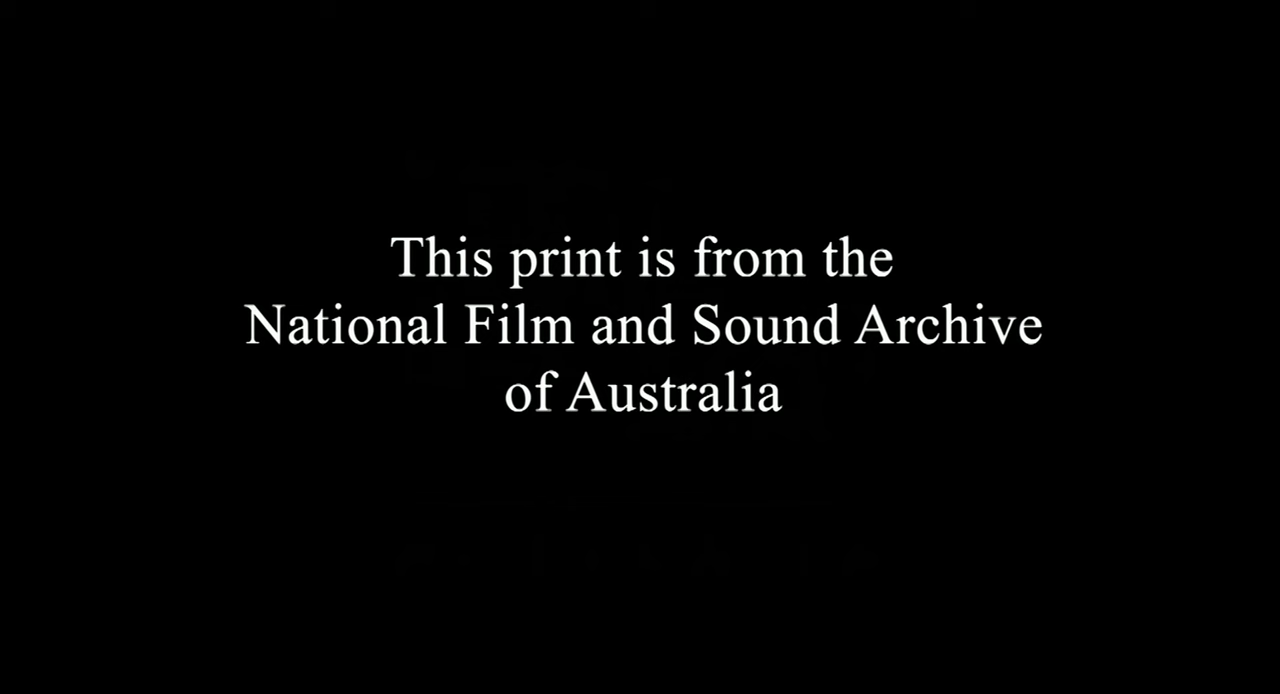 This print is from the
National Film and Sound Archive
of Australia